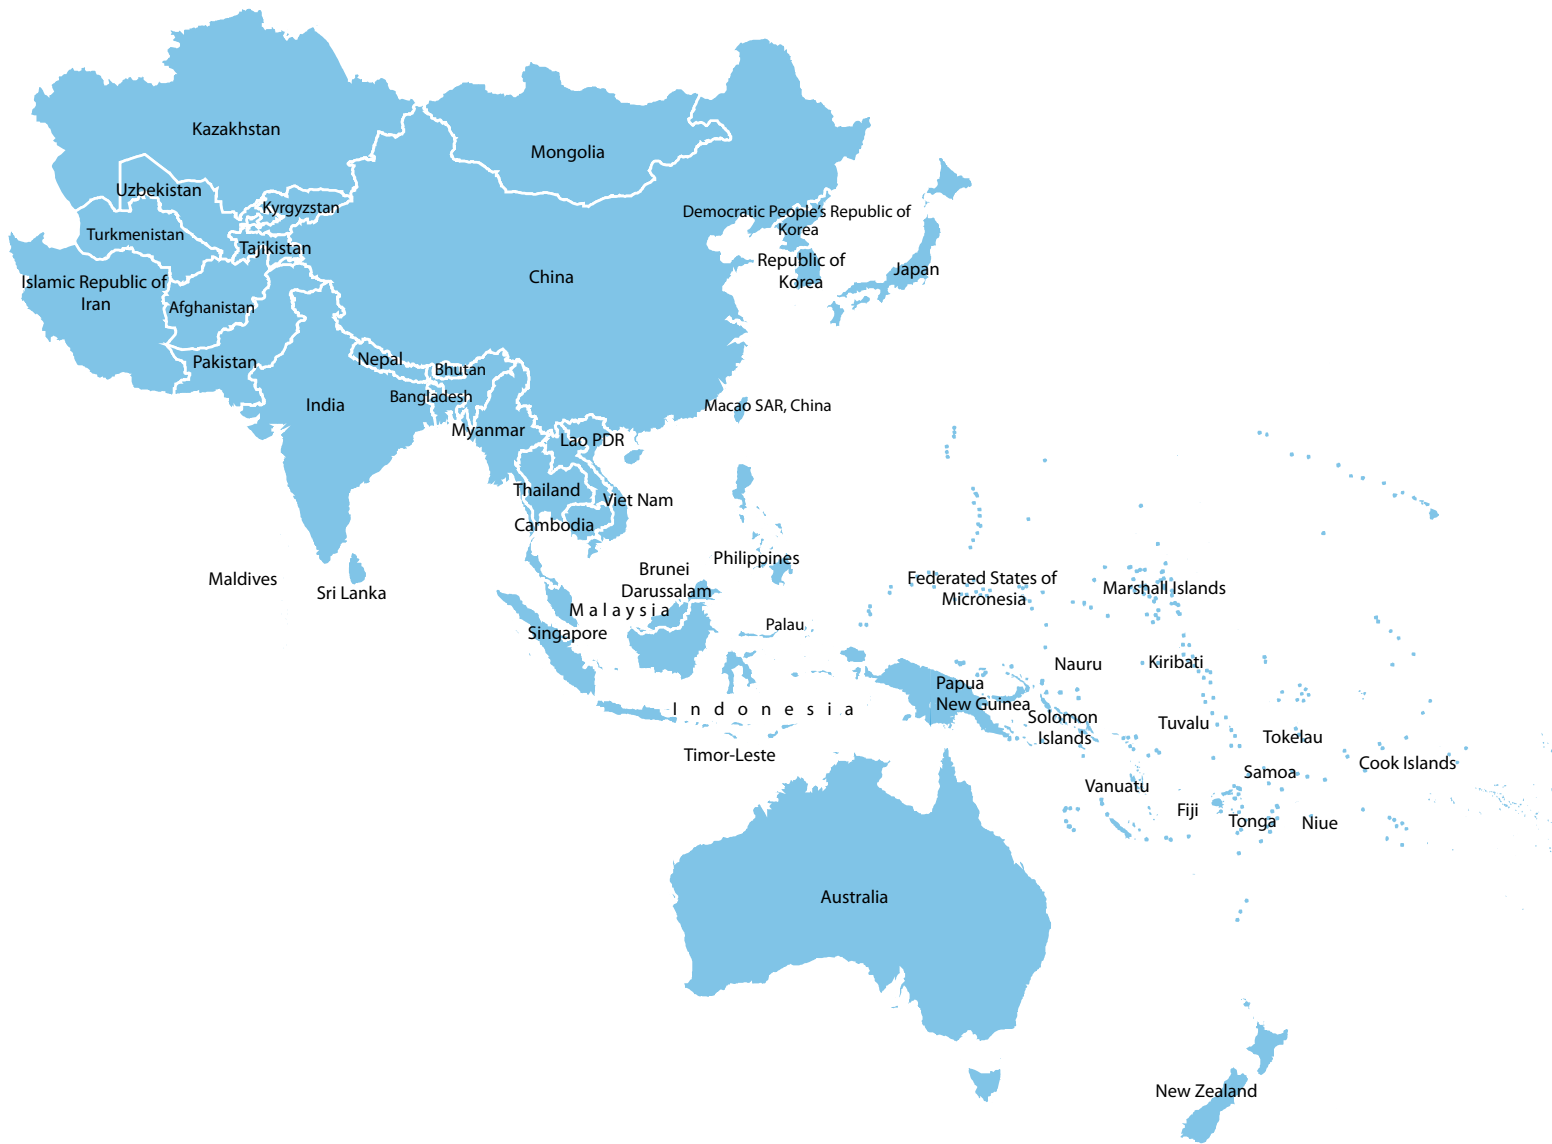 Kazakhstan
Mongolia
Uzbekistan
Kyrgyzstan
Democratic People's Republic of
Korea
Turkmenistan
Tajikistan
Republic of
Korea
Japan
China
Islamic Republic of
Iran
Afghanistan
Pakistan
Nepal
Bhutan
Bangladesh
India
Macao SAR, China
Myanmar
Lao PDR
Thailand
Viet Nam
Cambodia
Philippines
Brunei
Darussalam
Maldives
Sri Lanka
Malaysia
Singapore
Palau
Federated States of
Micronesia
Marshall Islands
Nauru
Kiribati
Papua
New Guinea
Indonesia
Solomon
Islands
Tuvalu
Tokelau
Timor-Leste
Cook Islands
Samoa
Vanuatu
Fiji
Tonga
Niue
Australia
New Zealand